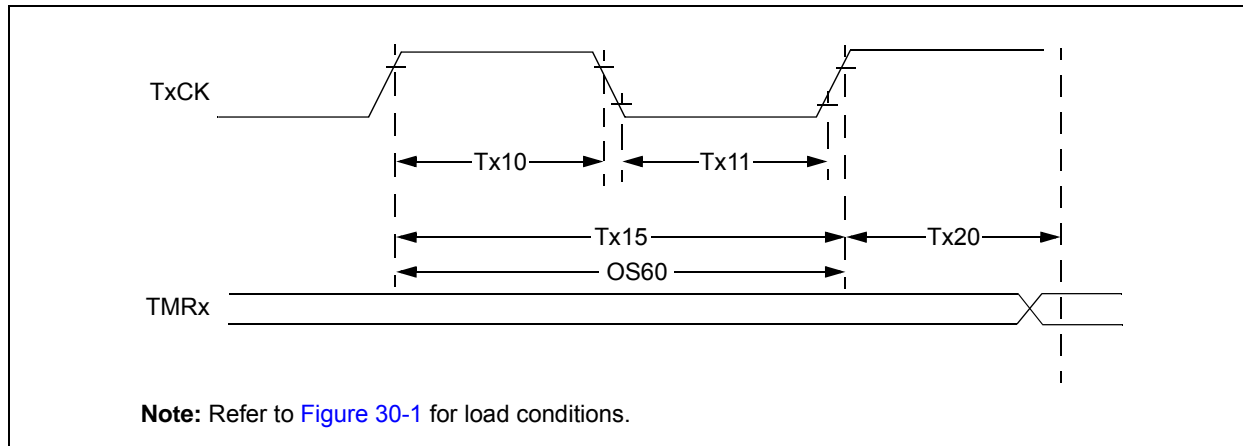 TxCK
Tx10
Tx11
Tx15
Tx20
OS60
TMRx
Note: Refer to Figure 30-1 for load conditions.